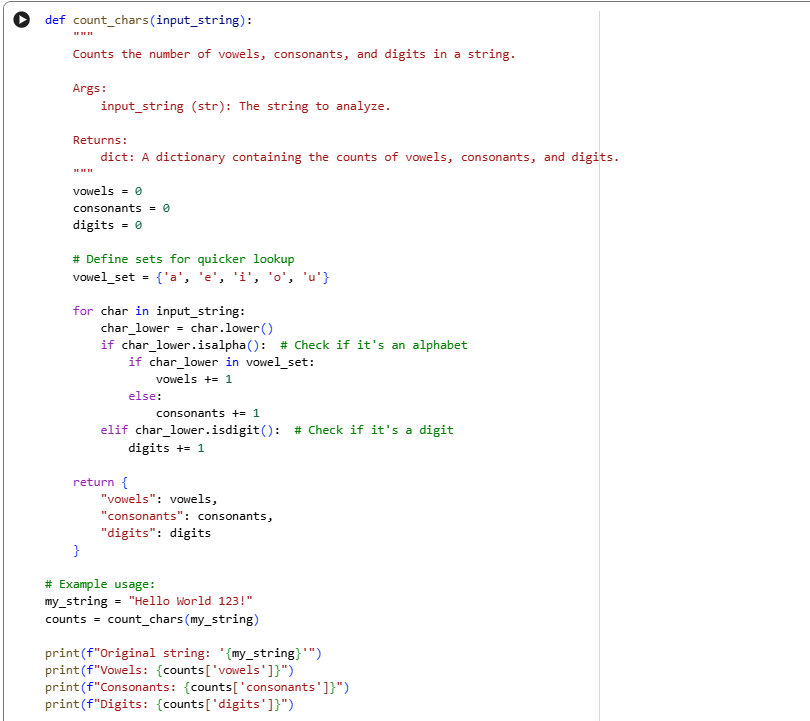 def count_chars(input_string):
    """
    Counts the number of vowels, consonants, and digits in a string.

    Args:
        input_string (str): The string to analyze.

    Returns:
        dict: A dictionary containing the counts of vowels, consonants, and digits.
    """
    vowels = 0
    consonants = 0
    digits = 0

    # Define sets for quicker lookup
    vowel_set = {'a', 'e', 'i', 'o', 'u'}

    for char in input_string:
        char_lower = char.lower()
        if char_lower.isalpha():  # Check if it's an alphabet
            if char_lower in vowel_set:
                vowels += 1
            else:
                consonants += 1
        elif char_lower.isdigit():  # Check if it's a digit
            digits += 1

    return {
        "vowels": vowels,
        "consonants": consonants,
        "digits": digits
    }

# Example usage:
my_string = "Hello World 123!"
counts = count_chars(my_string)

print(f"Original string: '{my_string}'")
print(f"Vowels: {counts['vowels']}")
print(f"Consonants: {counts['consonants']}")
print(f"Digits: {counts['digits']}")